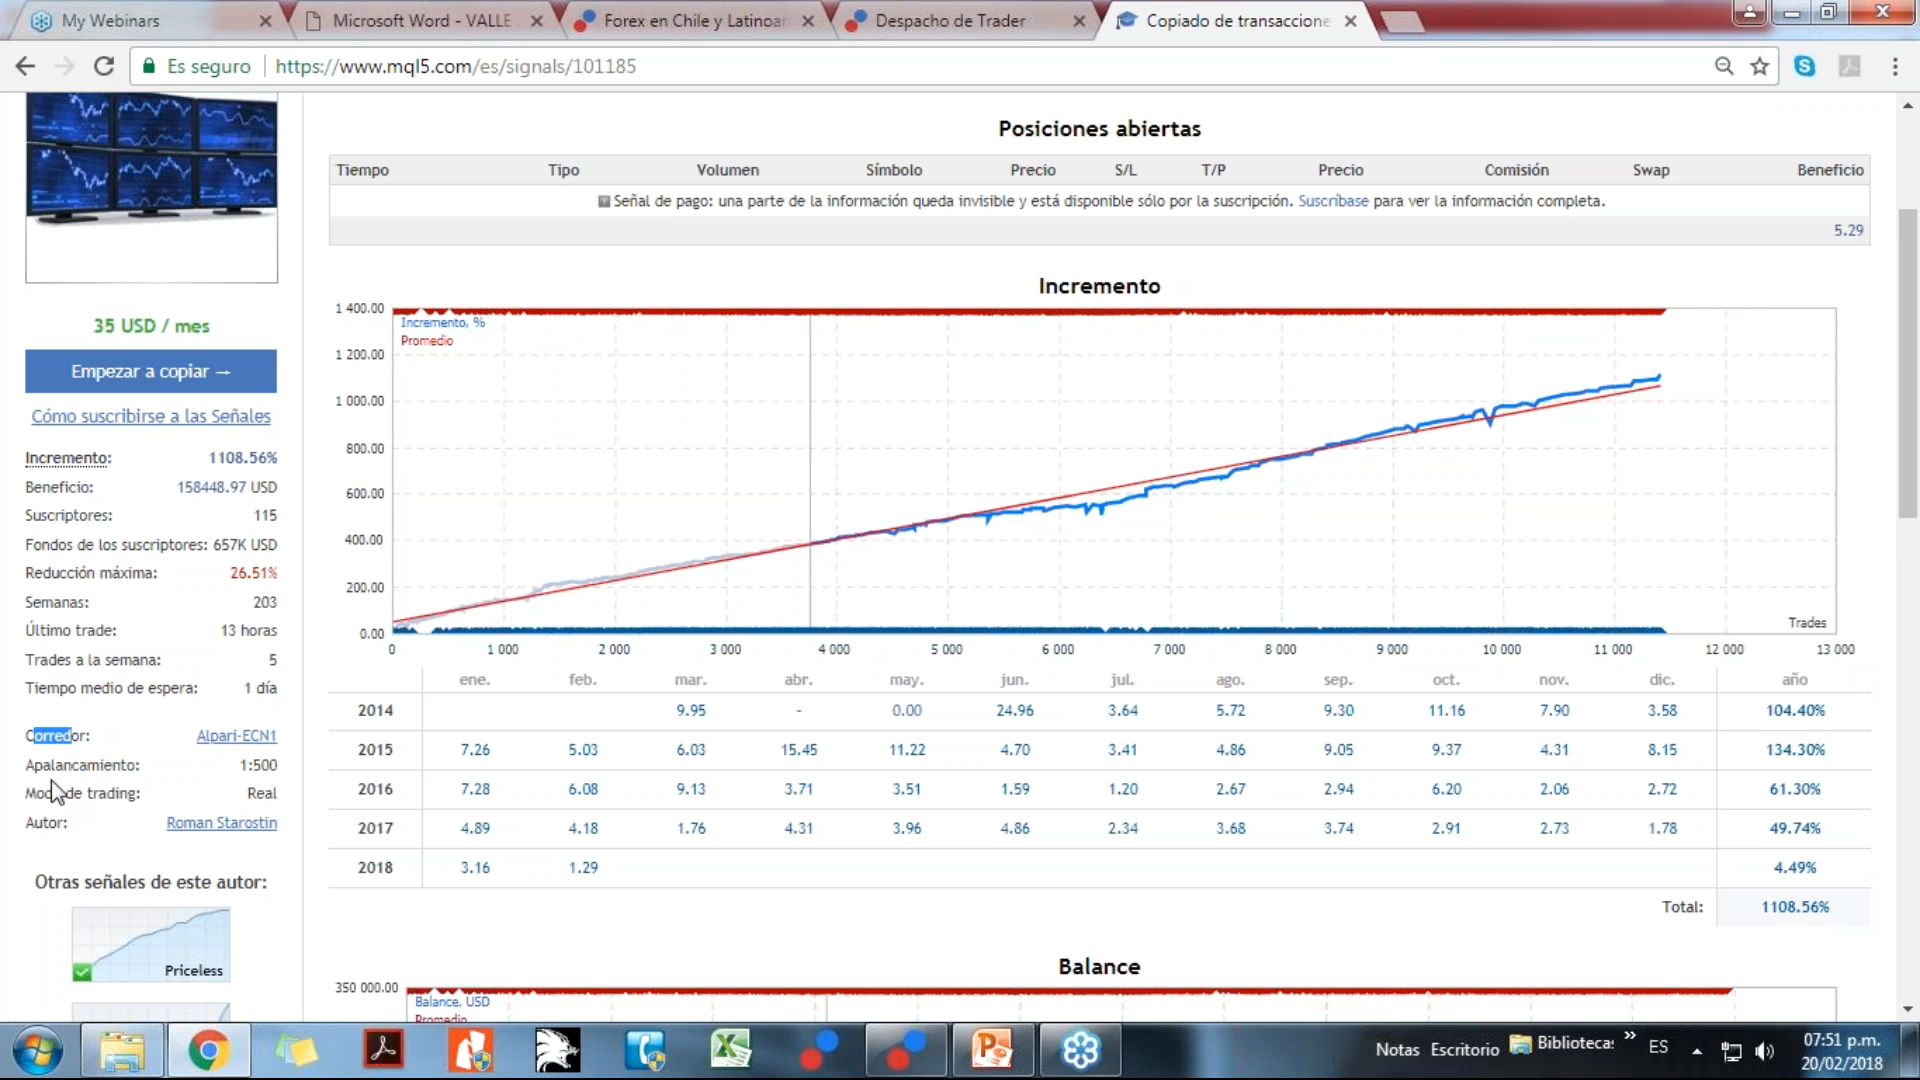 My Webinars
Microsoft Word - VALLE
Forex en Chile y Latinoar
Despacho de Trader
Copiado de transaccione
Es seguro
https://www.mql5.com/es/signals/101185
Posiciones abiertas
Tiempo Tipo Volumen Símbolo Precio S/L T/P Precio Comisión Swap Beneficio
Señal de pago: una parte de la información queda invisible y está disponible sólo por la suscripción. Suscríbase para ver la información completa.
5.29
35 USD / mes
Empezar a copiar →
Cómo suscribirse a las Señales
Incremento: 1108.56%
Beneficio: 158448.97 USD
Suscriptores: 115
Fondos de los suscriptores: 657K USD
Reducción máxima: 26.51%
Semanas: 203
Último trade: 13 horas
Trades a la semana: 5
Tiempo medio de espera: 1 día
Corredor: Alpari-ECN1
Apalancamiento: 1:500
Modo de trading: Real
Autor: Roman Starostin
Otras señales de este autor:
Priceless
Incremento
1 400.00
Incremento, %
Promedio
1 200.00
1 000.00
800.00
600.00
400.00
200.00
0.00
Trades
0 1 000 2 000 3 000 4 000 5 000 6 000 7 000 8 000 9 000 10 000 11 000 12 000 13 000
ene. feb. mar. abr. may. jun. jul. ago. sep. oct. nov. dic. año
2014 9.95 - 0.00 24.96 3.64 5.72 9.30 11.16 7.90 3.58 104.40%
2015 7.26 5.03 6.03 15.45 11.22 4.70 3.41 4.86 9.05 9.37 4.31 8.15 134.30%
2016 7.28 6.08 9.13 3.71 3.51 1.59 1.20 2.67 2.94 6.20 2.06 2.72 61.30%
2017 4.89 4.18 1.76 4.31 3.96 4.86 2.34 3.68 3.74 2.91 2.73 1.78 49.74%
2018 3.16 1.29 4.49%
Total: 1108.56%
Balance
350 000.00
Balance, USD
Promedio
Notas Escritorio Bibliotecas » ES
07:51 p.m.
20/02/2018